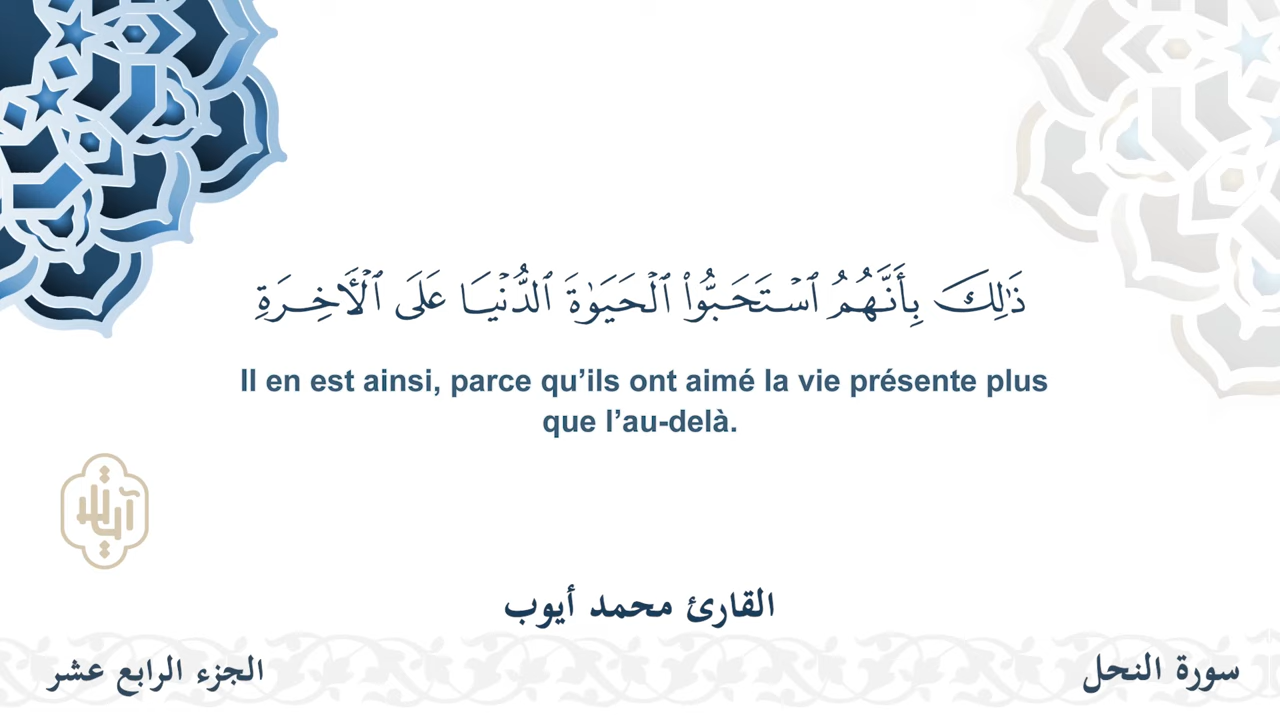 ذَٰلِكَ بِأَنَّهُمُ ٱسۡتَحَبُّواْ ٱلۡحَيَوٰةَ ٱلدُّنۡيَا عَلَى ٱلۡأٓخِرَةِ
Il en est ainsi, parce qu’ils ont aimé la vie présente plus
que l’au-delà.
القارئ محمد أيوب
سورة النحل
الجزء الرابع عشر